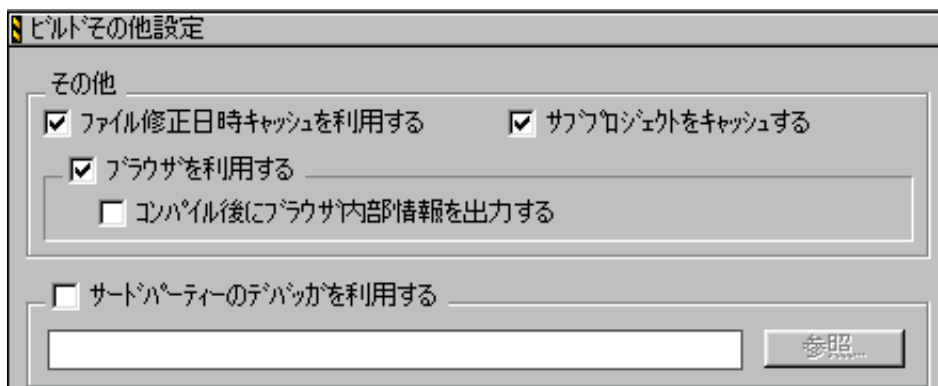 ﾋﾞﾙﾄﾞその他設定
その他
ﾌｧｲﾙ修正日時ｷｬｯｼｭを利用する ｻﾌﾞﾌﾟﾛｼﾞｪｸﾄをｷｬｯｼｭする
ﾌﾞﾗｳｻﾞを利用する
ｺﾝﾊﾟｲﾙ後にﾌﾞﾗｳｻﾞ内部情報を出力する
ｻｰﾄﾞﾊﾟｰﾃｨｰのﾃﾞﾊﾞｯｶﾞを利用する
参照...